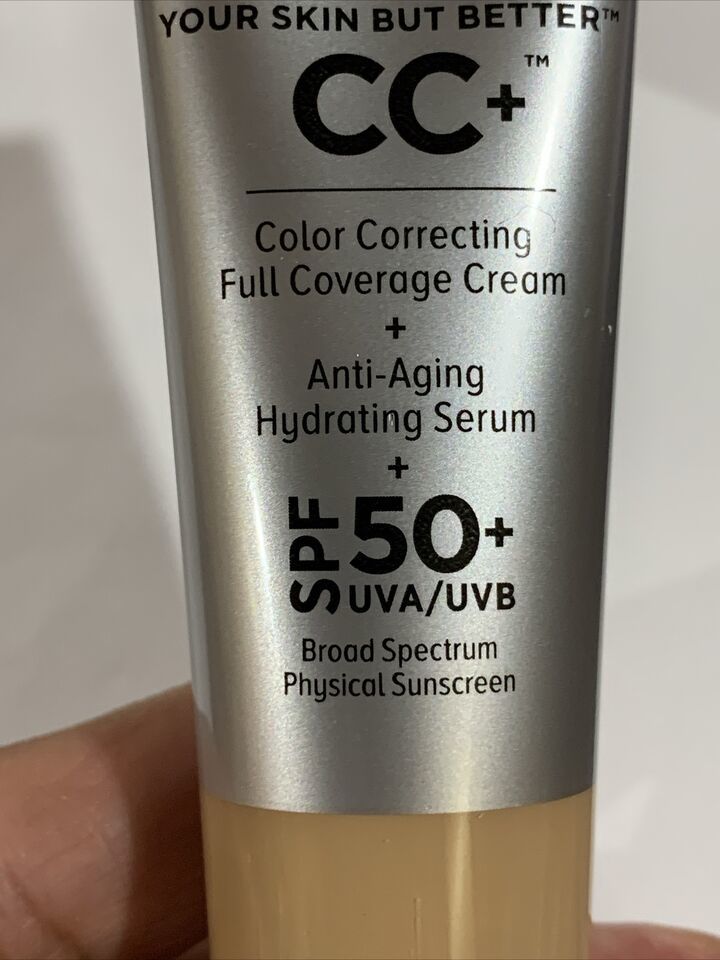 YOUR SKIN BUT BETTER™
CC+™
Color Correcting
Full Coverage Cream
+
Anti-Aging
Hydrating Serum
+
SPF 50+
UVA/UVB
Broad Spectrum
Physical Sunscreen